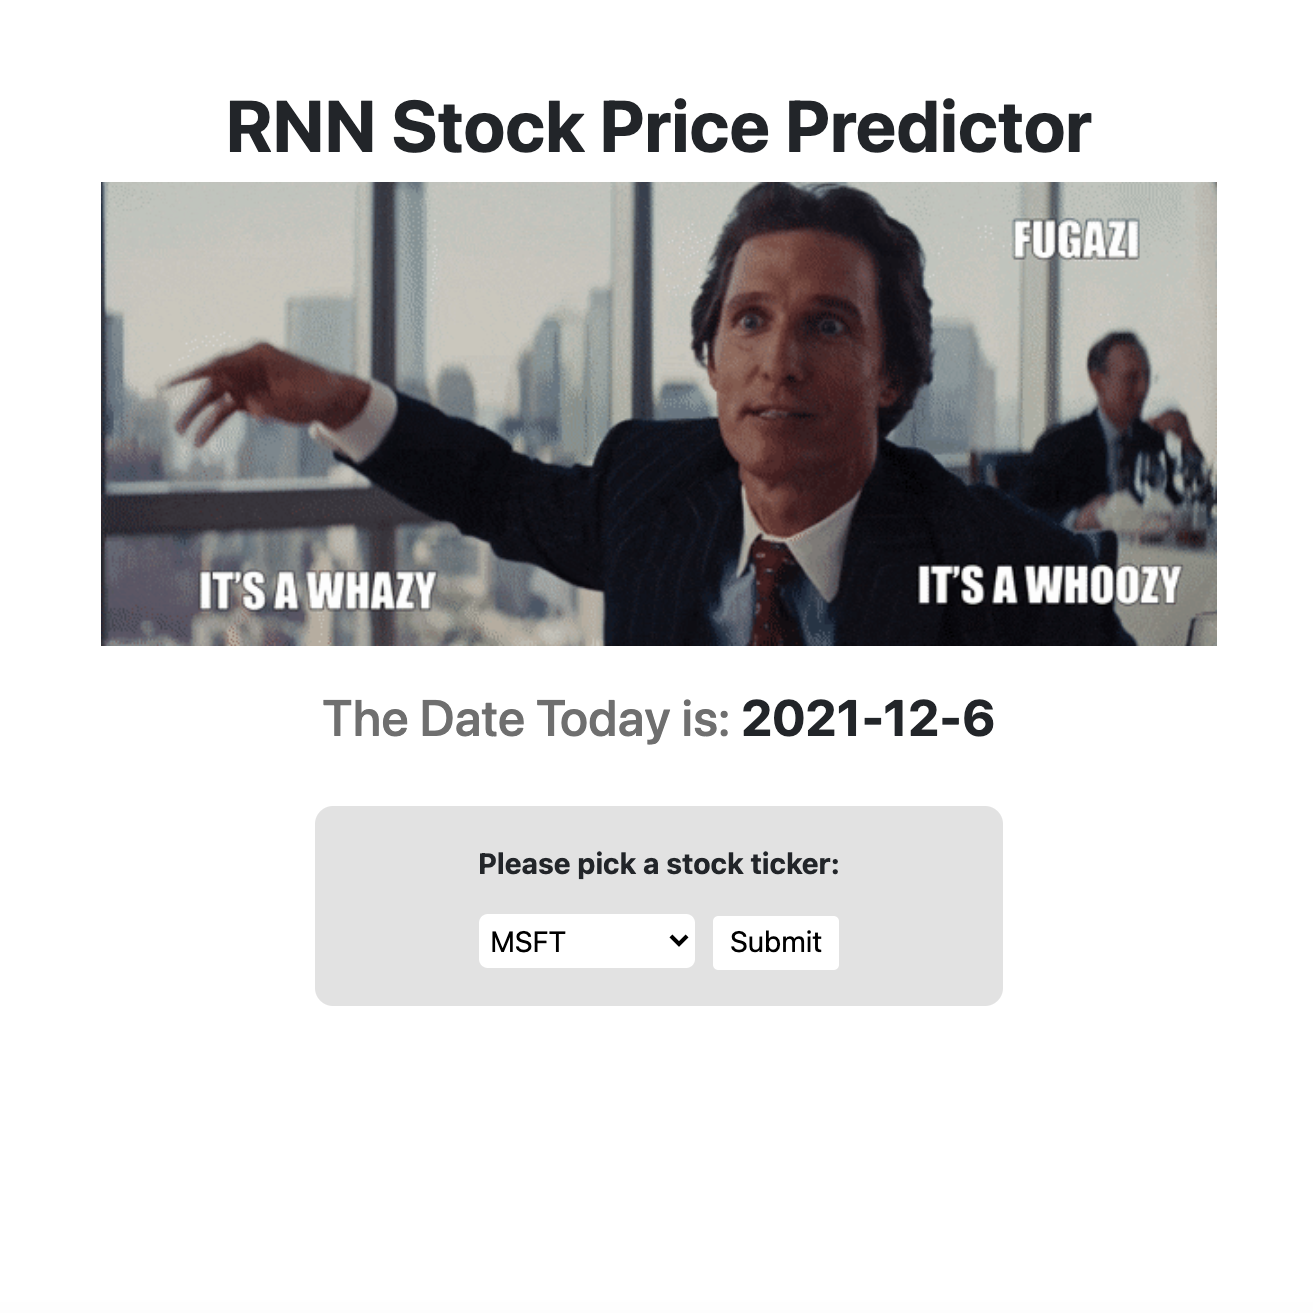 RNN Stock Price Predictor
FUGAZI
IT'S A WHAZY
IT'S A WHOOZY
The Date Today is: 2021-12-6
Please pick a stock ticker:
MSFT
Submit